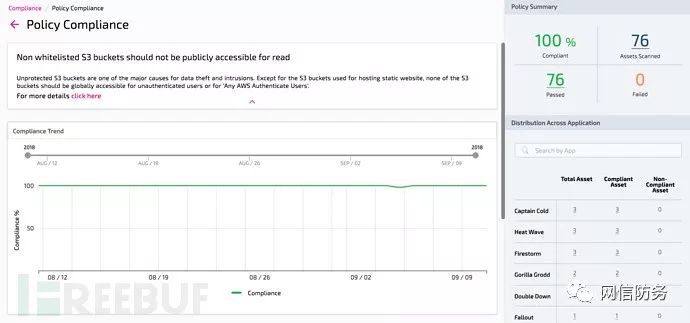 Compliance / Policy Compliance
Policy Compliance
Non whitelisted S3 buckets should not be publicly accessible for read
Unprotected S3 buckets are one of the major causes for data theft and intrusions. Except for the S3 buckets used for hosting static website, none of the S3
buckets should be globally accessible for unauthenticated users or for 'Any AWS Authenticate Users'.
For more details click here
Compliance Trend
2018 2018
AUG / 12 AUG / 19 AUG / 26 SEP / 02 SEP / 09
100
50
Compliance %
08 / 12 08 / 19 08 / 26 09 / 02 09 / 09
Compliance
FREEBUF
Policy Summary
100 %
Compliant
76
Assets Scanned
76
Passed
0
Failed
Distribution Across Application
Search by App
Total Asset Compliant Asset Non-Compliant Asset
Captain Cold 3 3 0
Heat Wave 3 3 0
Firestorm 3 3 0
Gorilla Grodd 2 2 0
Double Down
Fallout
网信防务